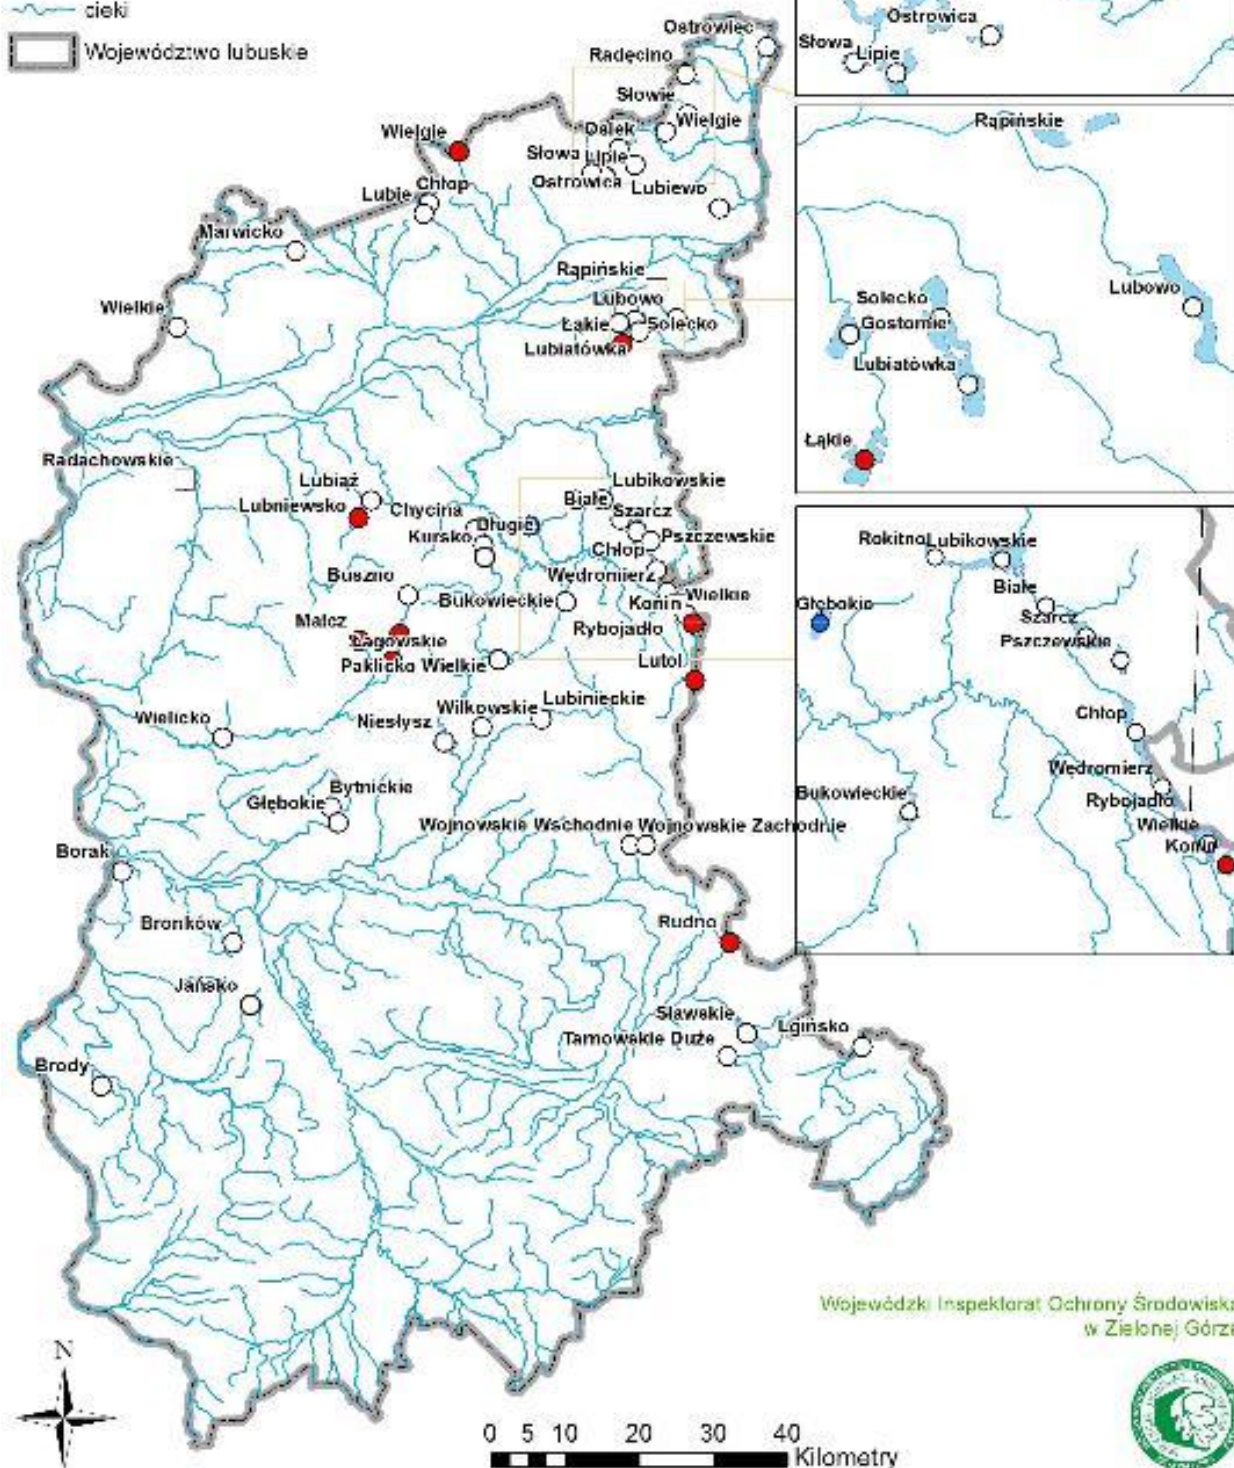 cieki
Województwo lubuskie
Ostrowiec
Radęcino
Słowie
Wielgie
Wielgie
Osiek
Słowa Lipie
Ostrowica Lubiewo
Lubie Chłop
Marwicko
Rąpińskie
Wielkie
Lubowo
Łąkie Solecko
Lubiatówka
Radachowskie
Lubiąż
Lubniewsko
Lubikowskie
Białe
Szarcz
Chycina Długie
Kursko
Pszczewskie
Chłop
Buszno
Wędromierz
Bukowieckie
Konin Wielkie
Malcz
Łagowskie
Rybojadło
Paklicko Wielkie
Lutol
Wielicko
Niesłysz
Wilkowskie
Lubinieckie
Bytnickie
Głębokie
Wojnowskie Wschodnie Wojnowskie Zachodnie
Borak
Bronków
Rudno
Jańsko
Sławskie
Tarnowskie Duże
Lgińsko
Brody
Ostrowica
Słowa Lipie
Rąpińskie
Lubowo
Solecko
Gostomie
Lubiatówka
Łąkie
Rokitno Lubikowskie
Białe
Głębokie
Szarcz
Pszczewskie
Chłop
Wędromierz
Bukowieckie
Rybojadło
Wielkie
Konin
Wojewódzki Inspektorat Ochrony Środowiska
w Zielonej Górze
N
0 5 10 20 30 40
Kilometry